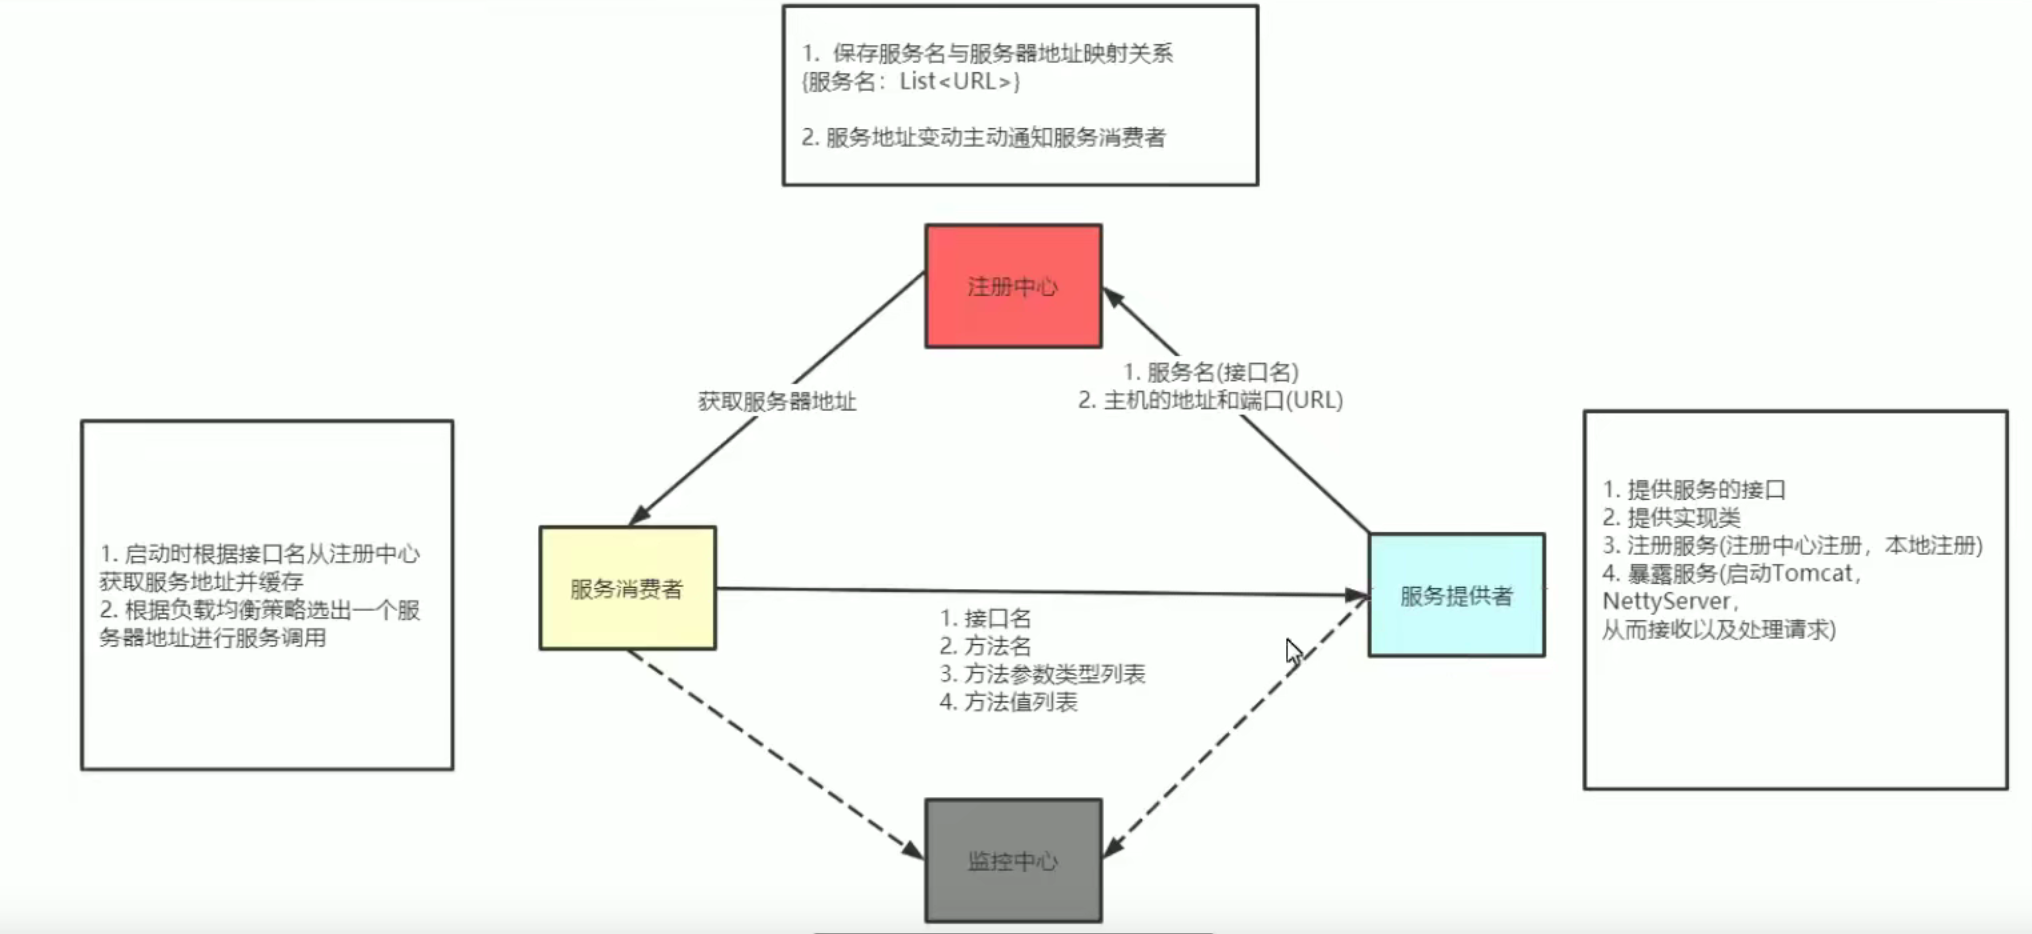 1. 保存服务名与服务器地址映射关系
{服务名：List<URL>}
2. 服务地址变动主动通知服务消费者
注册中心
获取服务器地址
1. 服务名(接口名)
2. 主机的地址和端口(URL)
1. 启动时根据接口名从注册中心
获取服务地址并缓存
2. 根据负载均衡策略选出一个服
务器地址进行服务调用
服务消费者
1. 接口名
2. 方法名
3. 方法参数类型列表
4. 方法值列表
服务提供者
1. 提供服务的接口
2. 提供实现类
3. 注册服务(注册中心注册，本地注册)
4. 暴露服务(启动Tomcat，
NettyServer，
从而接收以及处理请求)
监控中心